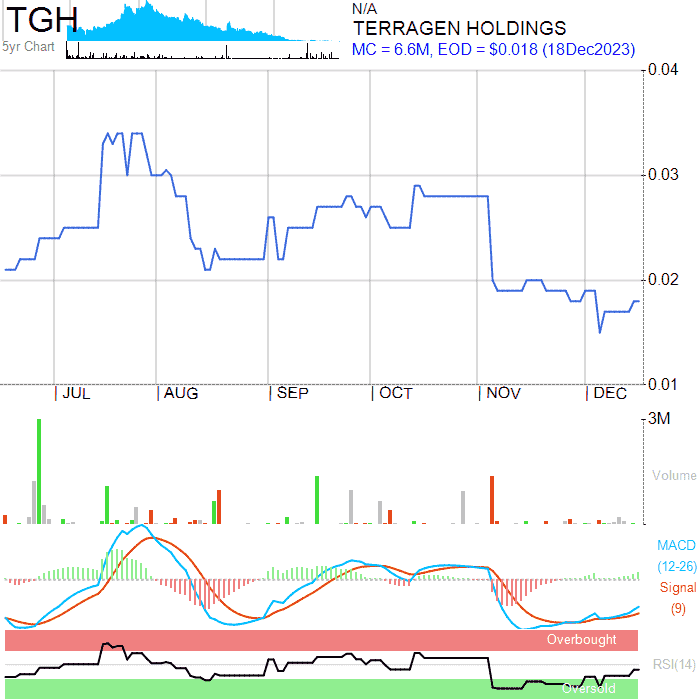 TGH
5yr Chart
N/A
TERRAGEN HOLDINGS
MC = 6.6M, EOD = $0.018 (18Dec2023)
0.04
0.03
0.02
0.01
JUL AUG SEP OCT NOV DEC
3M
Volume
MACD
(12-26)
Signal
(9)
Overbought
RSI(14)
Oversold